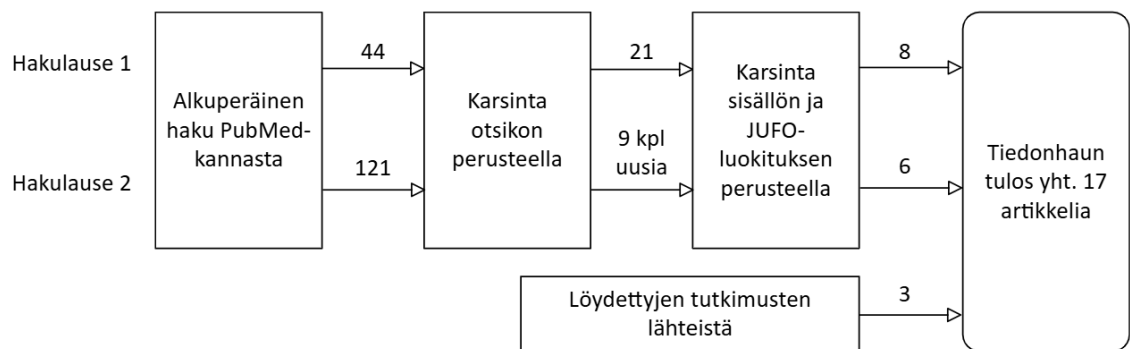 Hakulause 1
Hakulause 2
Alkuperäinen
haku PubMed-
kannasta
44
121
Karsinta
otsikon
perusteella
21
9 kpl
uusia
Karsinta
sisällön ja
JUFO-
luokituksen
perusteella
8
6
Tiedonhaun
tulos yht. 17
artikkelia
Löydettyjen tutkimusten
lähteistä
3